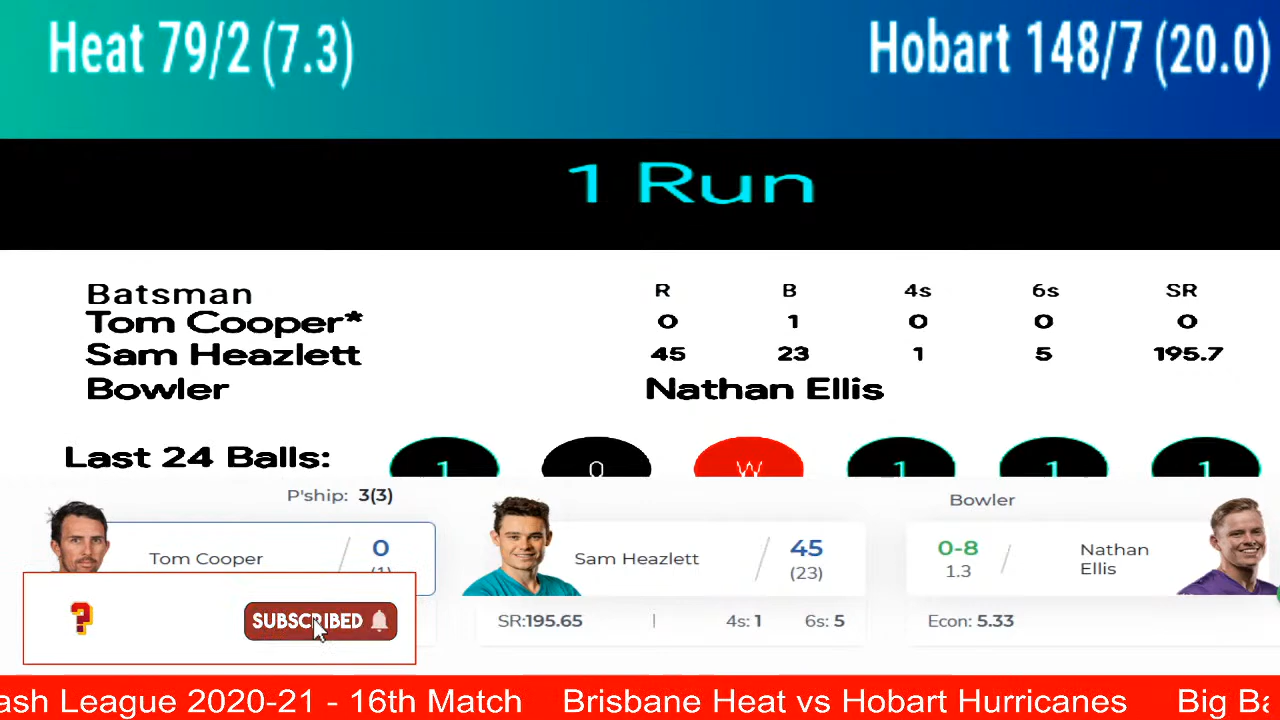 Heat 79/2 (7.3) Hobart 148/7 (20.0)
1 Run
Batsman R B 4s 6s SR
Tom Cooper* 0 1 0 0 0
Sam Heazlett 45 23 1 5 195.7
Bowler Nathan Ellis
Last 24 Balls: 1 0 W 1 1 1
P'ship: 3(3) Bowler
Tom Cooper 0 (1)
Sam Heazlett 45 (23)
0-8 1.3 Nathan Ellis
? SUBSCRIBED
SR:195.65 | 4s: 1 6s: 5
Econ: 5.33
ash League 2020-21 - 16th Match Brisbane Heat vs Hobart Hurricanes Big Ba